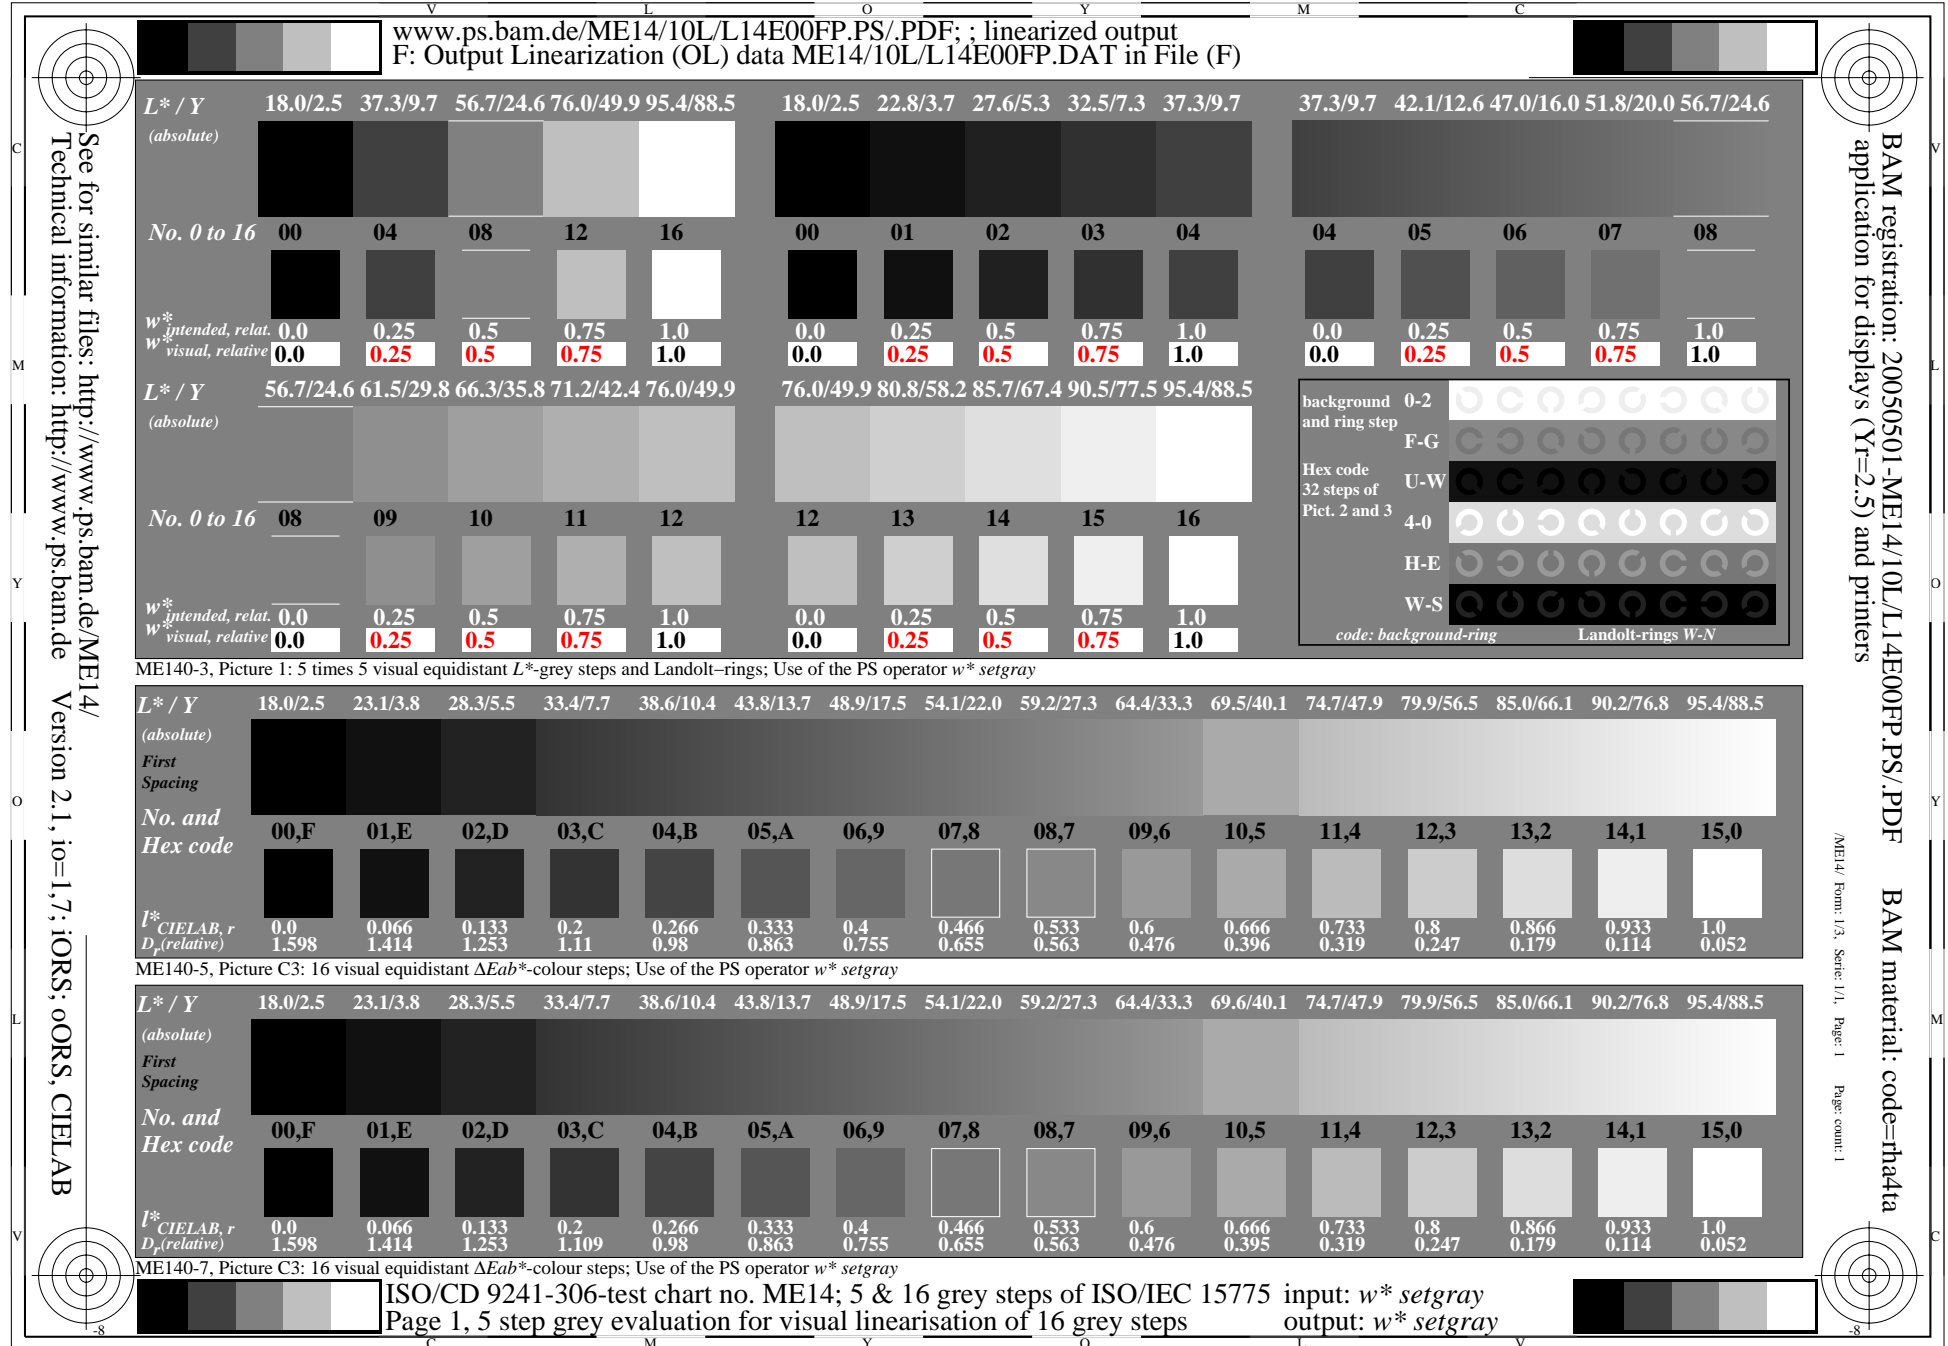 V L O Y M C
www.ps.bam.de/ME14/10L/L14E00FP.PS/.PDF; ; linearized output
F: Output Linearization (OL) data ME14/10L/L14E00FP.DAT in File (F)
See for similar files: http://www.ps.bam.de/ME14/
Technical information: http://www.ps.bam.de Version 2.1, io=1,7; iORS; oORS, CIELAB
C
M
Y
O
L
V
L* / Y 18.0/2.5 37.3/9.7 56.7/24.6 76.0/49.9 95.4/88.5 18.0/2.5 22.8/3.7 27.6/5.3 32.5/7.3 37.3/9.7 37.3/9.7 42.1/12.6 47.0/16.0 51.8/20.0 56.7/24.6
(absolute)
No. 0 to 16 00 04 08 12 16 00 01 02 03 04 04 05 06 07 08
w* intended, relat. 0.0 0.25 0.5 0.75 1.0 0.0 0.25 0.5 0.75 1.0 0.0 0.25 0.5 0.75 1.0
w* visual, relative 0.0 0.25 0.5 0.75 1.0 0.0 0.25 0.5 0.75 1.0 0.0 0.25 0.5 0.75 1.0
L* / Y 56.7/24.6 61.5/29.8 66.3/35.8 71.2/42.4 76.0/49.9 76.0/49.9 80.8/58.2 85.7/67.4 90.5/77.5 95.4/88.5
(absolute)
No. 0 to 16 08 09 10 11 12 12 13 14 15 16
w* intended, relat. 0.0 0.25 0.5 0.75 1.0 0.0 0.25 0.5 0.75 1.0
w* visual, relative 0.0 0.25 0.5 0.75 1.0 0.0 0.25 0.5 0.75 1.0
background 0-2
and ring step
F-G
Hex code
32 steps of U-W
Pict. 2 and 3
4-0
H-E
W-S
code: background-ring Landolt-rings W-N
ME140-3, Picture 1: 5 times 5 visual equidistant L*-grey steps and Landolt−rings; Use of the PS operator w* setgray
L* / Y 18.0/2.5 23.1/3.8 28.3/5.5 33.4/7.7 38.6/10.4 43.8/13.7 48.9/17.5 54.1/22.0 59.2/27.3 64.4/33.3 69.5/40.1 74.7/47.9 79.9/56.5 85.0/66.1 90.2/76.8 95.4/88.5
(absolute)
First
Spacing
No. and
Hex code 00,F 01,E 02,D 03,C 04,B 05,A 06,9 07,8 08,7 09,6 10,5 11,4 12,3 13,2 14,1 15,0
l*CIELAB, r 0.0 0.066 0.133 0.2 0.266 0.333 0.4 0.466 0.533 0.6 0.666 0.733 0.8 0.866 0.933 1.0
Dr(relative) 1.598 1.414 1.253 1.11 0.98 0.863 0.755 0.655 0.563 0.476 0.396 0.319 0.247 0.179 0.114 0.052
ME140-5, Picture C3: 16 visual equidistant ΔEab*-colour steps; Use of the PS operator w* setgray
L* / Y 18.0/2.5 23.1/3.8 28.3/5.5 33.4/7.7 38.6/10.4 43.8/13.7 48.9/17.5 54.1/22.0 59.2/27.3 64.4/33.3 69.6/40.1 74.7/47.9 79.9/56.5 85.0/66.1 90.2/76.8 95.4/88.5
(absolute)
First
Spacing
No. and
Hex code 00,F 01,E 02,D 03,C 04,B 05,A 06,9 07,8 08,7 09,6 10,5 11,4 12,3 13,2 14,1 15,0
l*CIELAB, r 0.0 0.066 0.133 0.2 0.266 0.333 0.4 0.466 0.533 0.6 0.666 0.733 0.8 0.866 0.933 1.0
Dr(relative) 1.598 1.414 1.253 1.109 0.98 0.863 0.755 0.655 0.563 0.476 0.395 0.319 0.247 0.179 0.114 0.052
ME140-7, Picture C3: 16 visual equidistant ΔEab*-colour steps; Use of the PS operator w* setgray
BAM registration: 20050501-ME14/10L/L14E00FP.PS/.PDF BAM material: code=rha4ta
application for displays (Yr=2.5) and printers
/ME14/ Form: 1/3, Serie: 1/1, Page: 1 Page: count: 1
V
L
O
Y
M
C
ISO/CD 9241-306-test chart no. ME14; 5 & 16 grey steps of ISO/IEC 15775 input: w* setgray
Page 1, 5 step grey evaluation for visual linearisation of 16 grey steps output: w* setgray
-8 -8
C M Y O L V